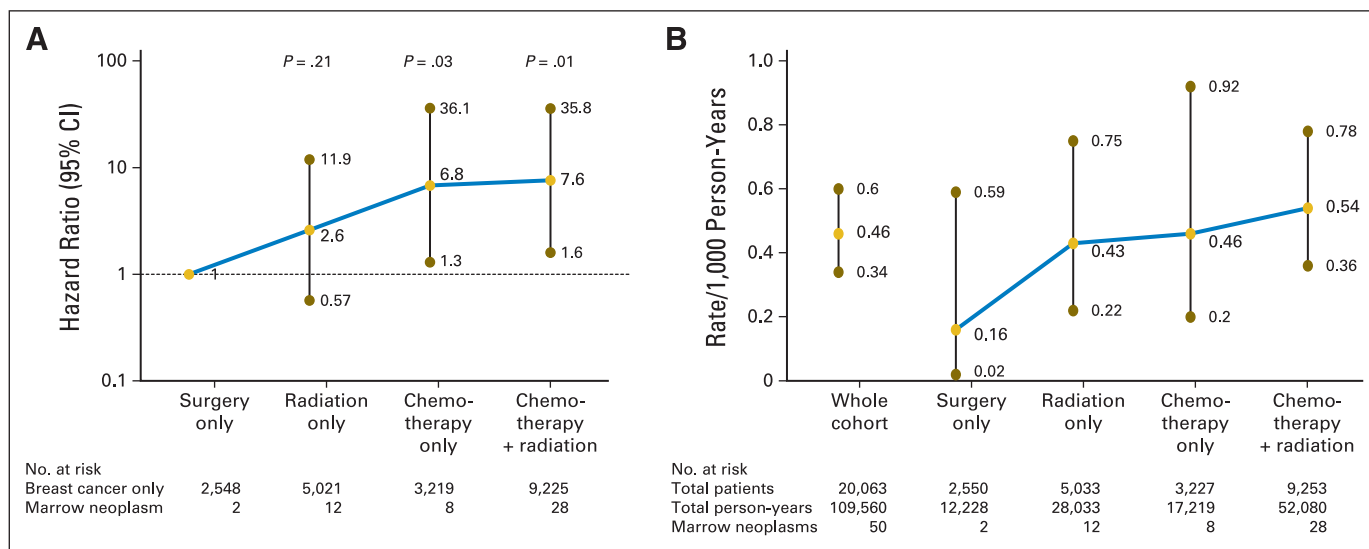 A
Hazard Ratio (95% CI)
100
10
1
0.1
P = .21
P = .03
P = .01
1
11.9
2.6
0.57
36.1
6.8
1.3
35.8
7.6
1.6
Surgery
only
Radiation
only
Chemo-
therapy
only
Chemo-
therapy
+ radiation
No. at risk
Breast cancer only 2,548 5,021 3,219 9,225
Marrow neoplasm 2 12 8 28
B
Rate/1,000 Person-Years
1.0
0.8
0.6
0.4
0.2
0
0.6
0.46
0.34
0.59
0.16
0.02
0.75
0.43
0.22
0.92
0.46
0.2
0.78
0.54
0.36
Whole
cohort
Surgery
only
Radiation
only
Chemo-
therapy
only
Chemo-
therapy
+ radiation
No. at risk
Total patients 20,063 2,550 5,033 3,227 9,253
Total person-years 109,560 12,228 28,033 17,219 52,080
Marrow neoplasms 50 2 12 8 28